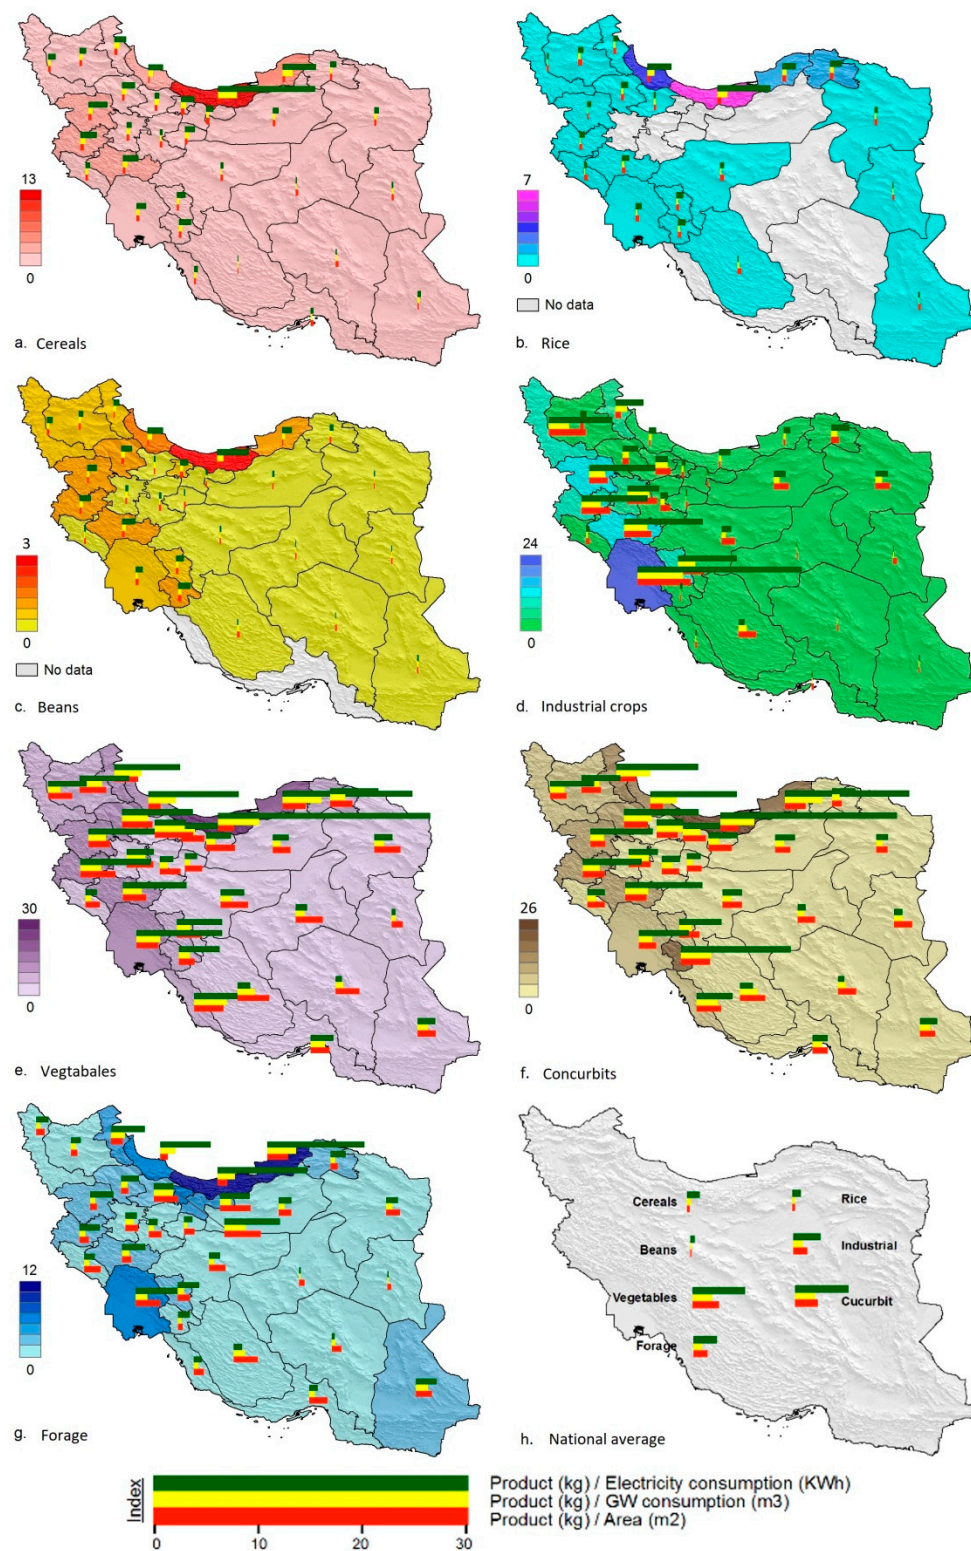 13
0
a. Cereals
7
0
No data
b. Rice
3
0
No data
c. Beans
24
0
d. Industrial crops
30
0
e. Vegtabales
26
0
f. Concurbits
12
0
g. Forage
Cereals
Rice
Beans
Industrial
Vegetables
Cucurbit
Forage
h. National average
Index
Product (kg) / Electricity consumption (KWh)
Product (kg) / GW consumption (m3)
Product (kg) / Area (m2)
0 10 20 30